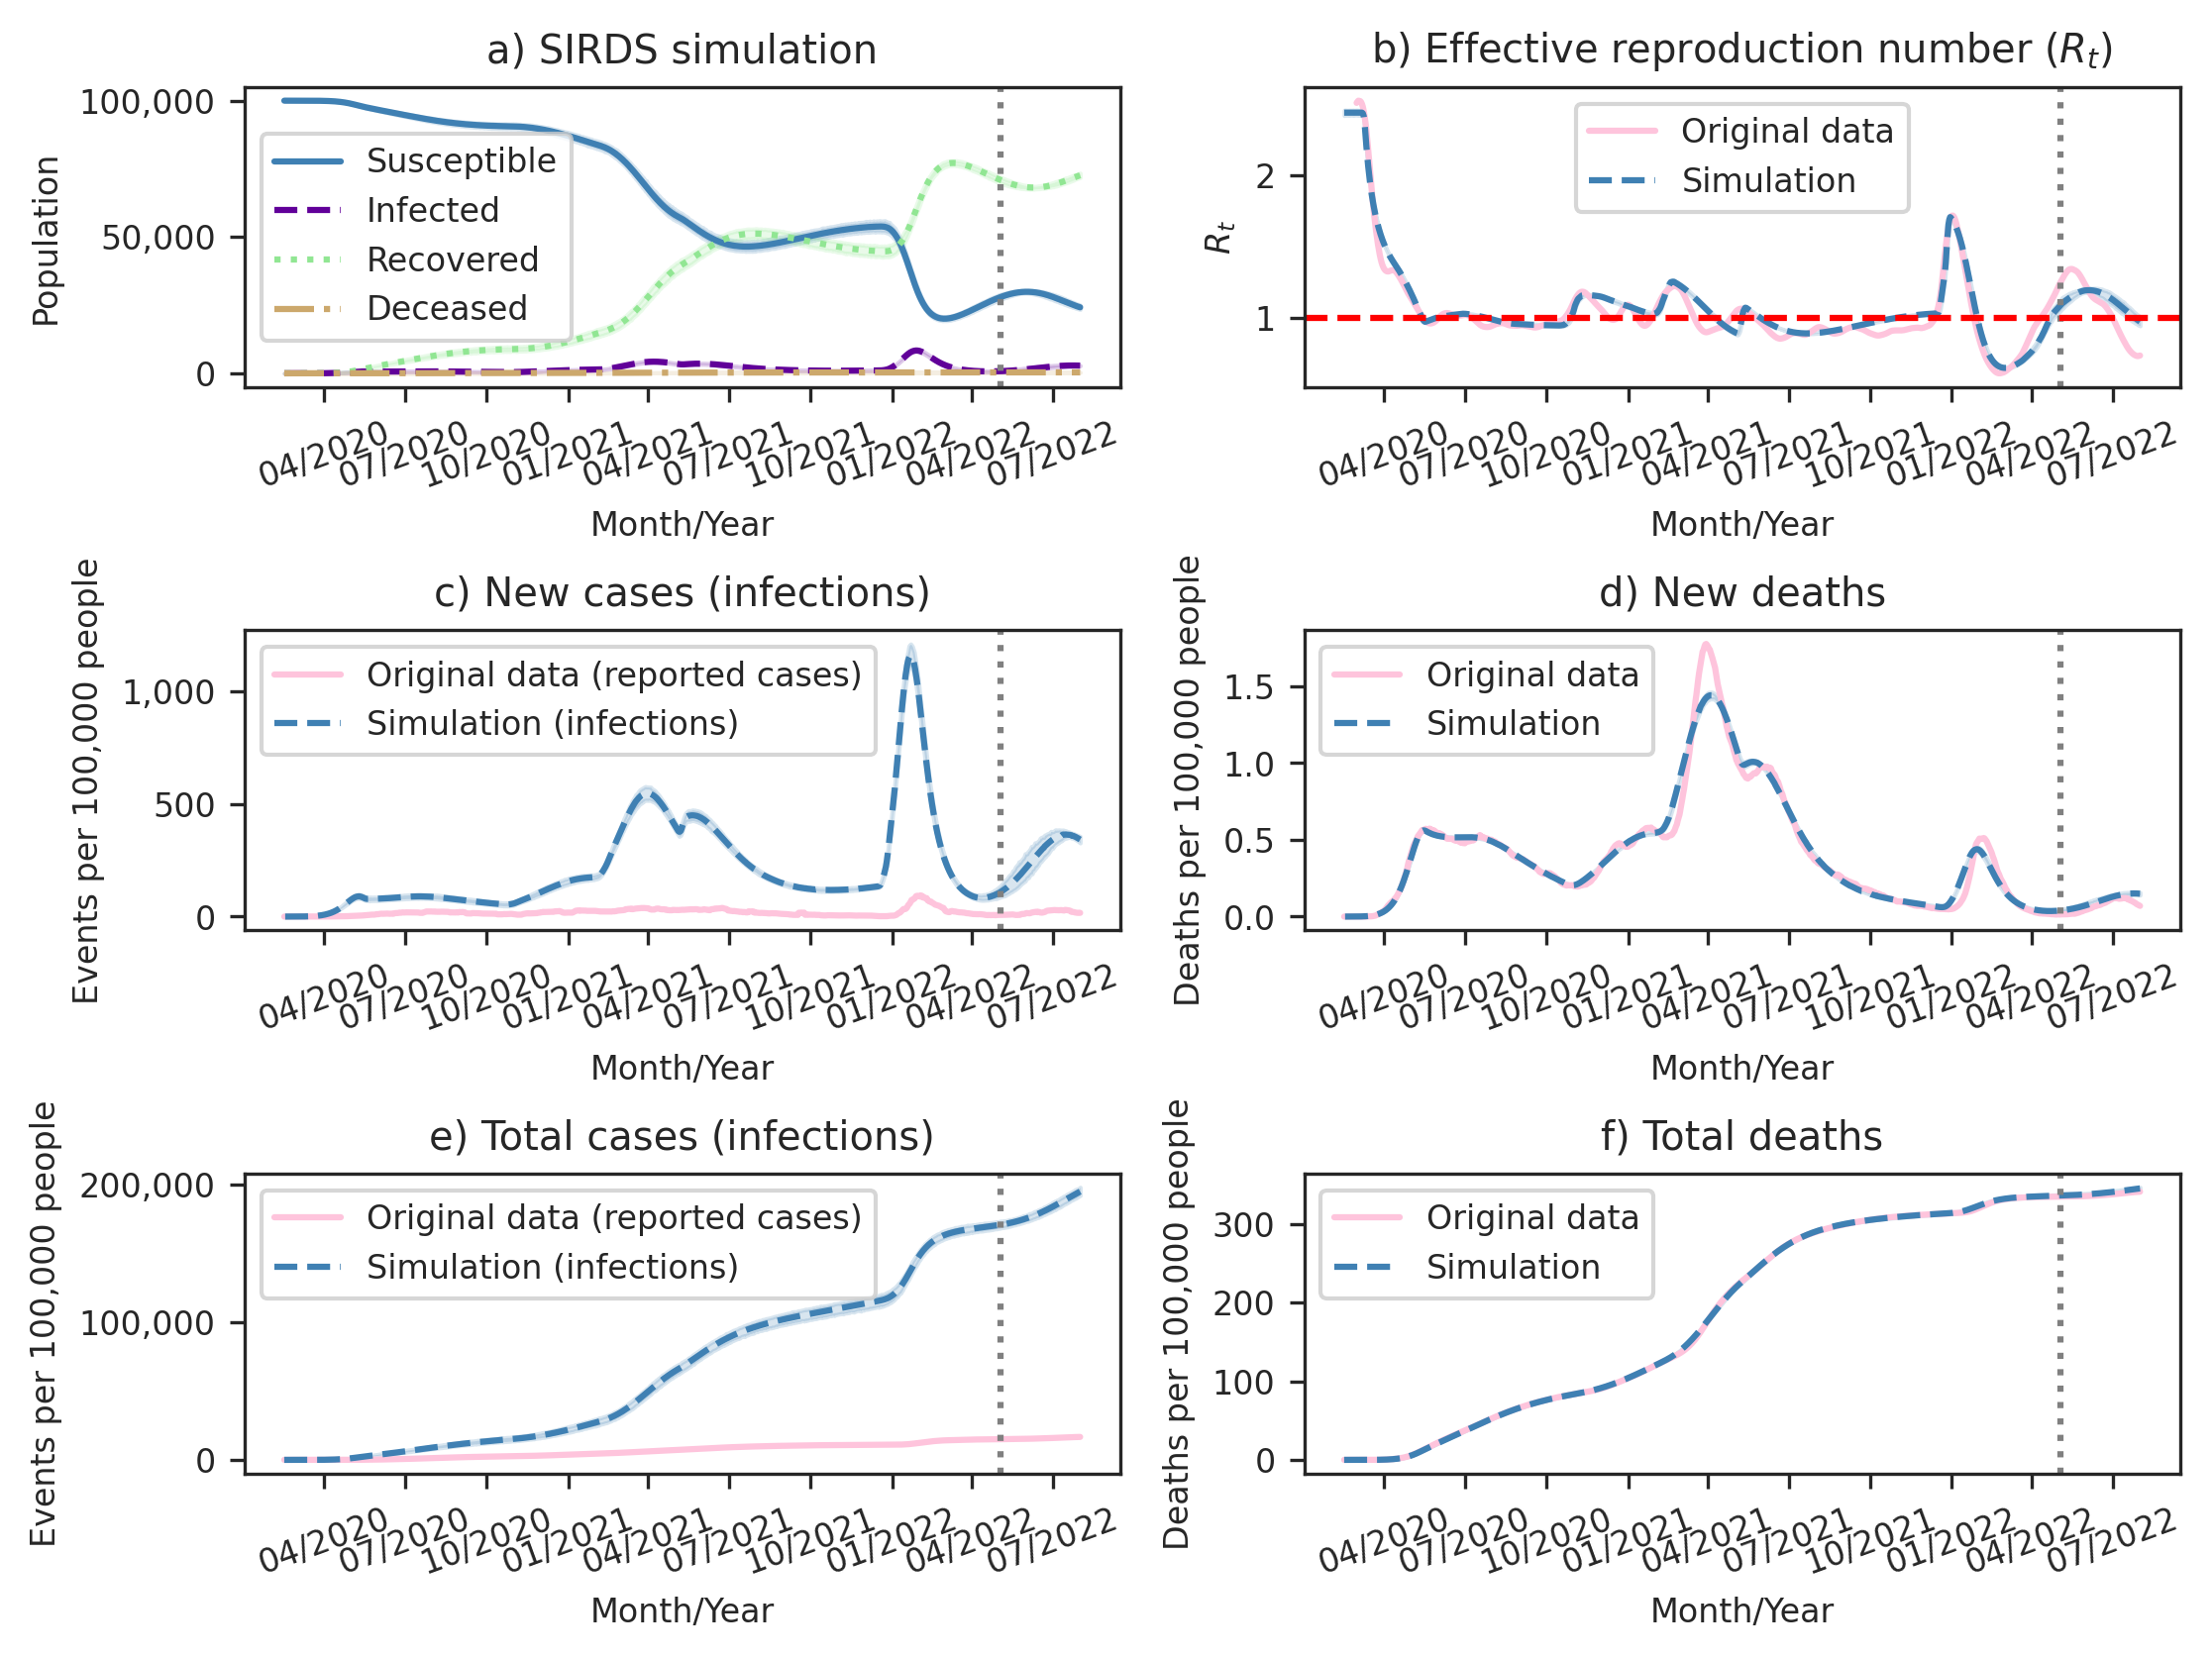 a) SIRDS simulation
Population
100,000
50,000
0
Susceptible
Infected
Recovered
Deceased
04/2020
07/2020
10/2020
01/2021
04/2021
07/2021
10/2021
01/2022
04/2022
07/2022
Month/Year
b) Effective reproduction number (Rt)
Rt
2
1
Original data
Simulation
04/2020
07/2020
10/2020
01/2021
04/2021
07/2021
10/2021
01/2022
04/2022
07/2022
Month/Year
c) New cases (infections)
Events per 100,000 people
1,000
500
0
Original data (reported cases)
Simulation (infections)
04/2020
07/2020
10/2020
01/2021
04/2021
07/2021
10/2021
01/2022
04/2022
07/2022
Month/Year
d) New deaths
Deaths per 100,000 people
1.5
1.0
0.5
0.0
Original data
Simulation
04/2020
07/2020
10/2020
01/2021
04/2021
07/2021
10/2021
01/2022
04/2022
07/2022
Month/Year
e) Total cases (infections)
Events per 100,000 people
200,000
100,000
0
Original data (reported cases)
Simulation (infections)
04/2020
07/2020
10/2020
01/2021
04/2021
07/2021
10/2021
01/2022
04/2022
07/2022
Month/Year
f) Total deaths
Deaths per 100,000 people
300
200
100
0
Original data
Simulation
04/2020
07/2020
10/2020
01/2021
04/2021
07/2021
10/2021
01/2022
04/2022
07/2022
Month/Year